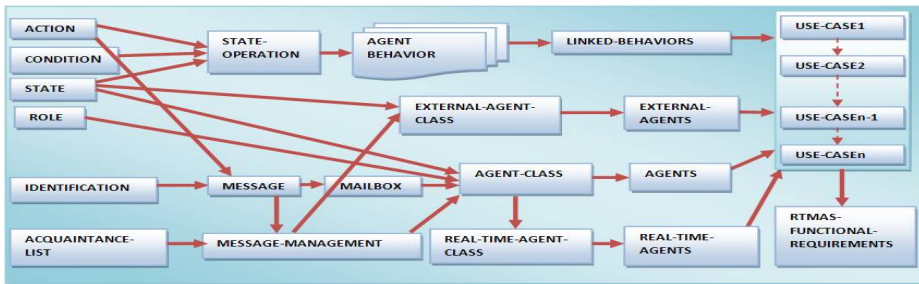 ACTION
CONDITION
STATE
ROLE
IDENTIFICATION
ACQUAINTANCE-
LIST
STATE-
OPERATION
AGENT
BEHAVIOR
LINKED-BEHAVIORS
EXTERNAL-AGENT-
CLASS
EXTERNAL-
AGENTS
MESSAGE
MAILBOX
AGENT-CLASS
AGENTS
MESSAGE-MANAGEMENT
REAL-TIME-AGENT-
CLASS
REAL-TIME-
AGENTS
USE-CASE1
USE-CASE2
USE-CASEn-1
USE-CASEn
RTMAS-
FUNCTIONAL-
REQUIREMENTS